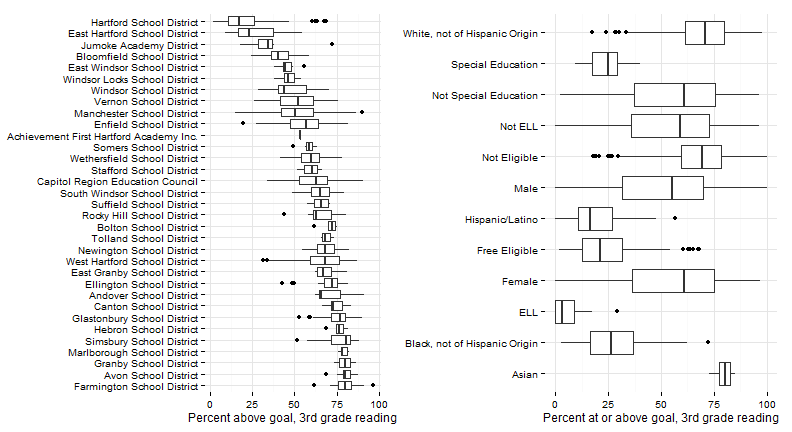 Hartford School District
East Hartford School District
Jumoke Academy District
Bloomfield School District
East Windsor School District
Windsor Locks School District
Windsor School District
Vernon School District
Manchester School District
Enfield School District
Achievement First Hartford Academy Inc.
Somers School District
Wethersfield School District
Stafford School District
Capitol Region Education Council
South Windsor School District
Suffield School District
Rocky Hill School District
Bolton School District
Tolland School District
Newington School District
West Hartford School District
East Granby School District
Ellington School District
Andover School District
Canton School District
Glastonbury School District
Hebron School District
Simsbury School District
Marlborough School District
Granby School District
Avon School District
Farmington School District
0 25 50 75 100
Percent above goal, 3rd grade reading
White, not of Hispanic Origin
Special Education
Not Special Education
Not ELL
Not Eligible
Male
Hispanic/Latino
Free Eligible
Female
ELL
Black, not of Hispanic Origin
Asian
0 25 50 75 100
Percent at or above goal, 3rd grade reading